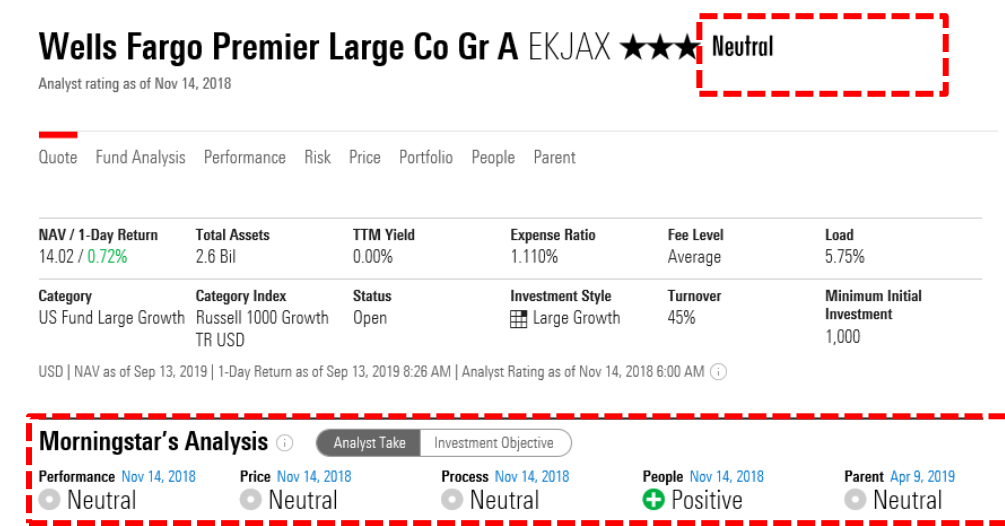 Wells Fargo Premier Large Co Gr A EKJAX ★★★ Neutral
Analyst rating as of Nov 14, 2018
Quote Fund Analysis Performance Risk Price Portfolio People Parent
NAV / 1-Day Return Total Assets TTM Yield Expense Ratio Fee Level Load
14.02 / 0.72% 2.6 Bil 0.00% 1.110% Average 5.75%
Category Category Index Status Investment Style Turnover Minimum Initial
Investment
US Fund Large Growth Russell 1000 Growth Open Large Growth 45%
TR USD 1,000
USD | NAV as of Sep 13, 2019 | 1-Day Return as of Sep 13, 2019 8:26 AM | Analyst Rating as of Nov 14, 2018 6:00 AM
Morningstar's Analysis Analyst Take Investment Objective
Performance Nov 14, 2018 Price Nov 14, 2018 Process Nov 14, 2018 People Nov 14, 2018 Parent Apr 9, 2019
Neutral Neutral Neutral Positive Neutral